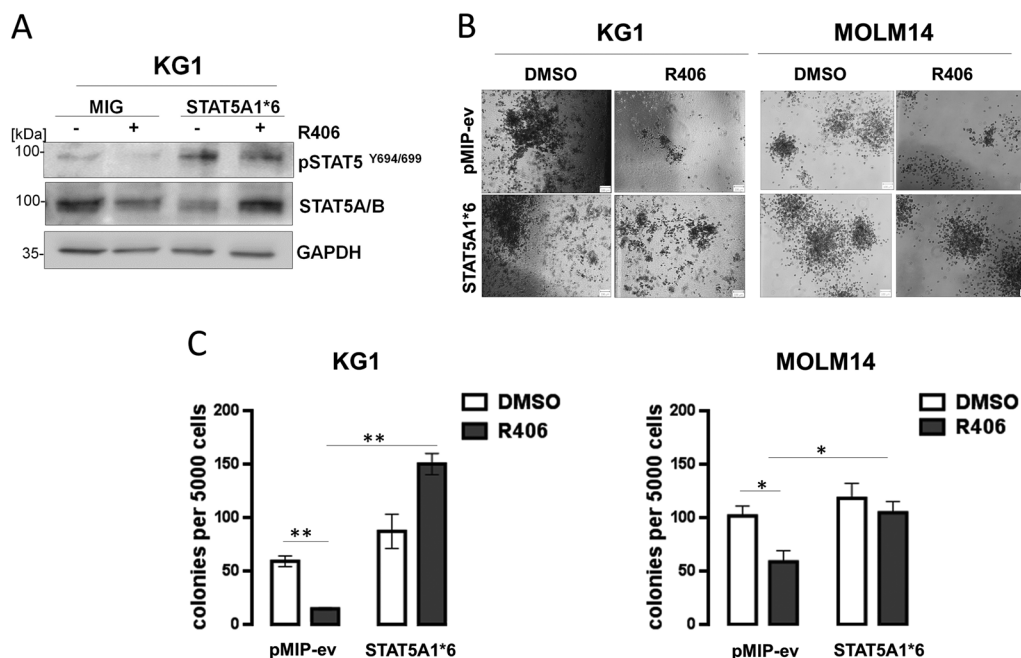 A
KG1
MIG STAT5A1*6
[kDa] - + - + R406
100- pSTAT5 Y694/699
100- STAT5A/B
35- GAPDH
B
KG1 MOLM14
DMSO R406 DMSO R406
pMIP-ev
STAT5A1*6
C
KG1
DMSO
R406
colonies per 5000 cells
200
150
100
50
0
** **
pMIP-ev STAT5A1*6
MOLM14
DMSO
R406
colonies per 5000 cells
200
150
100
50
0
* *
pMIP-ev STAT5A1*6